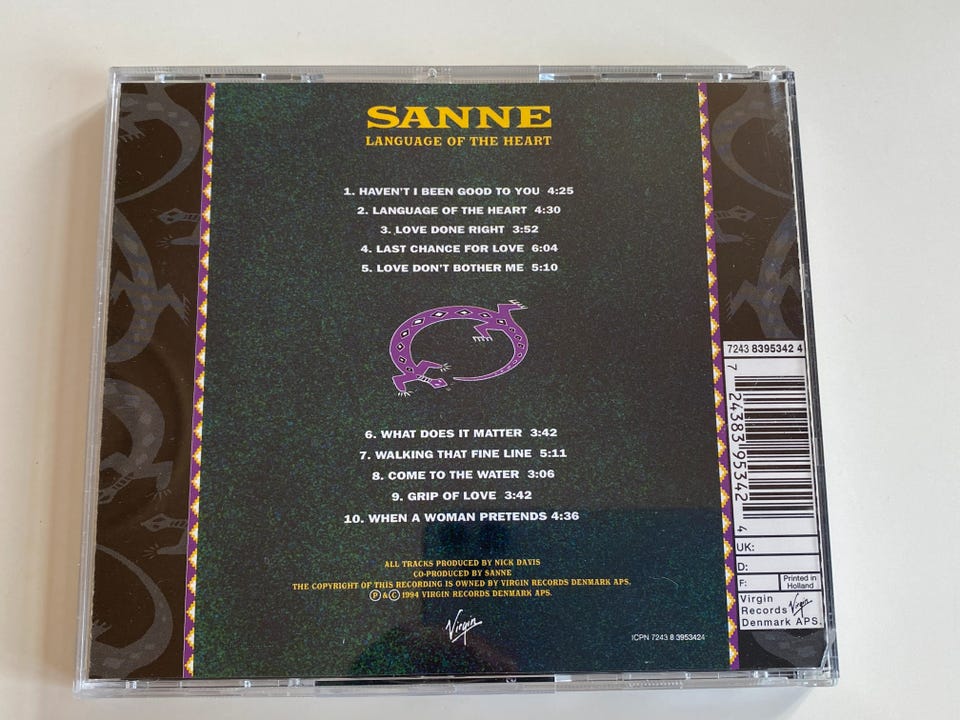 SANNE
LANGUAGE OF THE HEART
1. HAVEN'T I BEEN GOOD TO YOU 4:25
2. LANGUAGE OF THE HEART 4:30
3. LOVE DONE RIGHT 3:52
4. LAST CHANCE FOR LOVE 6:04
5. LOVE DON'T BOTHER ME 5:10
6. WHAT DOES IT MATTER 3:42
7. WALKING THAT FINE LINE 5:11
8. COME TO THE WATER 3:06
9. GRIP OF LOVE 3:42
10. WHEN A WOMAN PRETENDS 4:36
ALL TRACKS PRODUCED BY NICK DAVIS
CO-PRODUCED BY SANNE
THE COPYRIGHT OF THIS RECORDING IS OWNED BY VIRGIN RECORDS DENMARK APS.
Ⓟ & © 1994 VIRGIN RECORDS DENMARK APS.
Virgin
ICPN 7243 8 3953424
7243 8395342 4
7 24383 95342 4
UK:
D:
F:
Printed in
Holland
Virgin
Records Virgin
Denmark APS.